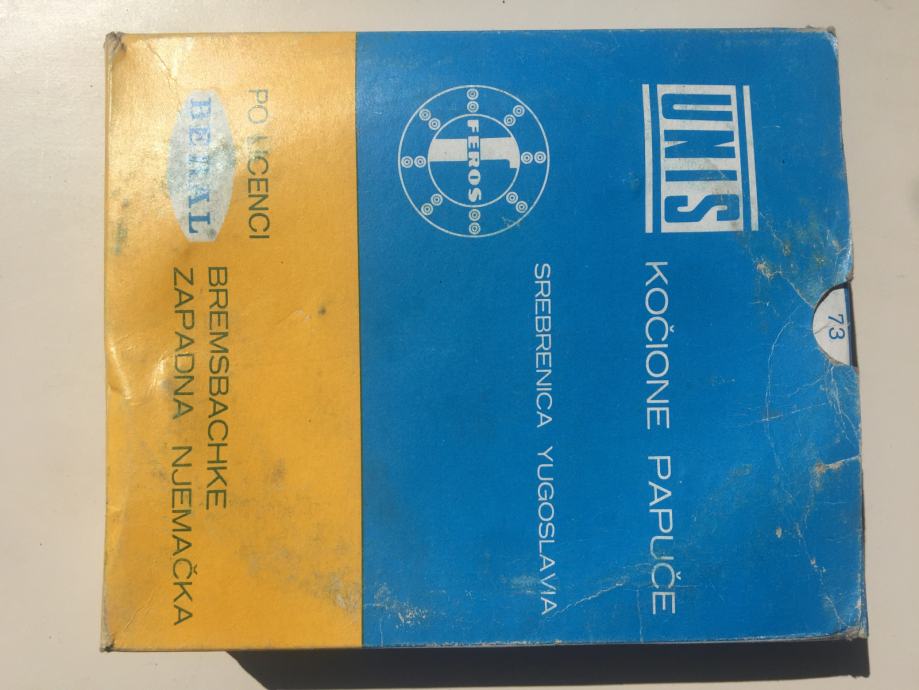 UNIS
KOČIONE PAPUČE
73
FEROS
SREBRENICA YUGOSLAVIA
PO LICENCI
BERAL
BREMSBACHKE
ZAPADNA NJEMAČKA